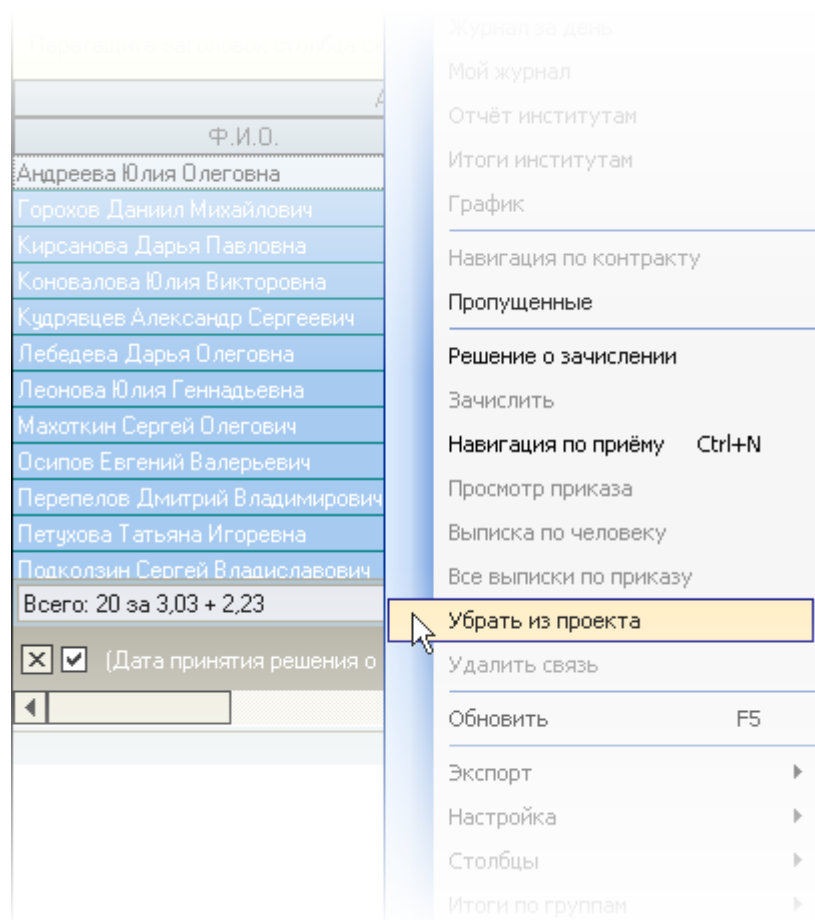 Перетащите заголовок столбца сю
А
Ф.И.О.
Андреева Юлия Олеговна
Горохов Даниил Михайлович
Кирсанова Дарья Павловна
Коновалова Юлия Викторовна
Кудрявцев Александр Сергеевич
Лебедева Дарья Олеговна
Леонова Юлия Геннадьевна
Махоткин Сергей Олегович
Осипов Евгений Валерьевич
Перепелов Дмитрий Владимирович
Петухова Татьяна Игоревна
Подколзин Сергей Владиславович
Всего: 20 за 3,03 + 2,23
(Дата принятия решения о
Журнал за день
Мой журнал
Отчёт институтам
Итоги институтам
График
Навигация по контракту
Пропущенные
Решение о зачислении
Зачислить
Навигация по приёму Ctrl+N
Просмотр приказа
Выписка по человеку
Все выписки по приказу
Убрать из проекта
Удалить связь
Обновить F5
Экспорт
Настройка
Столбцы
Итоги по группам